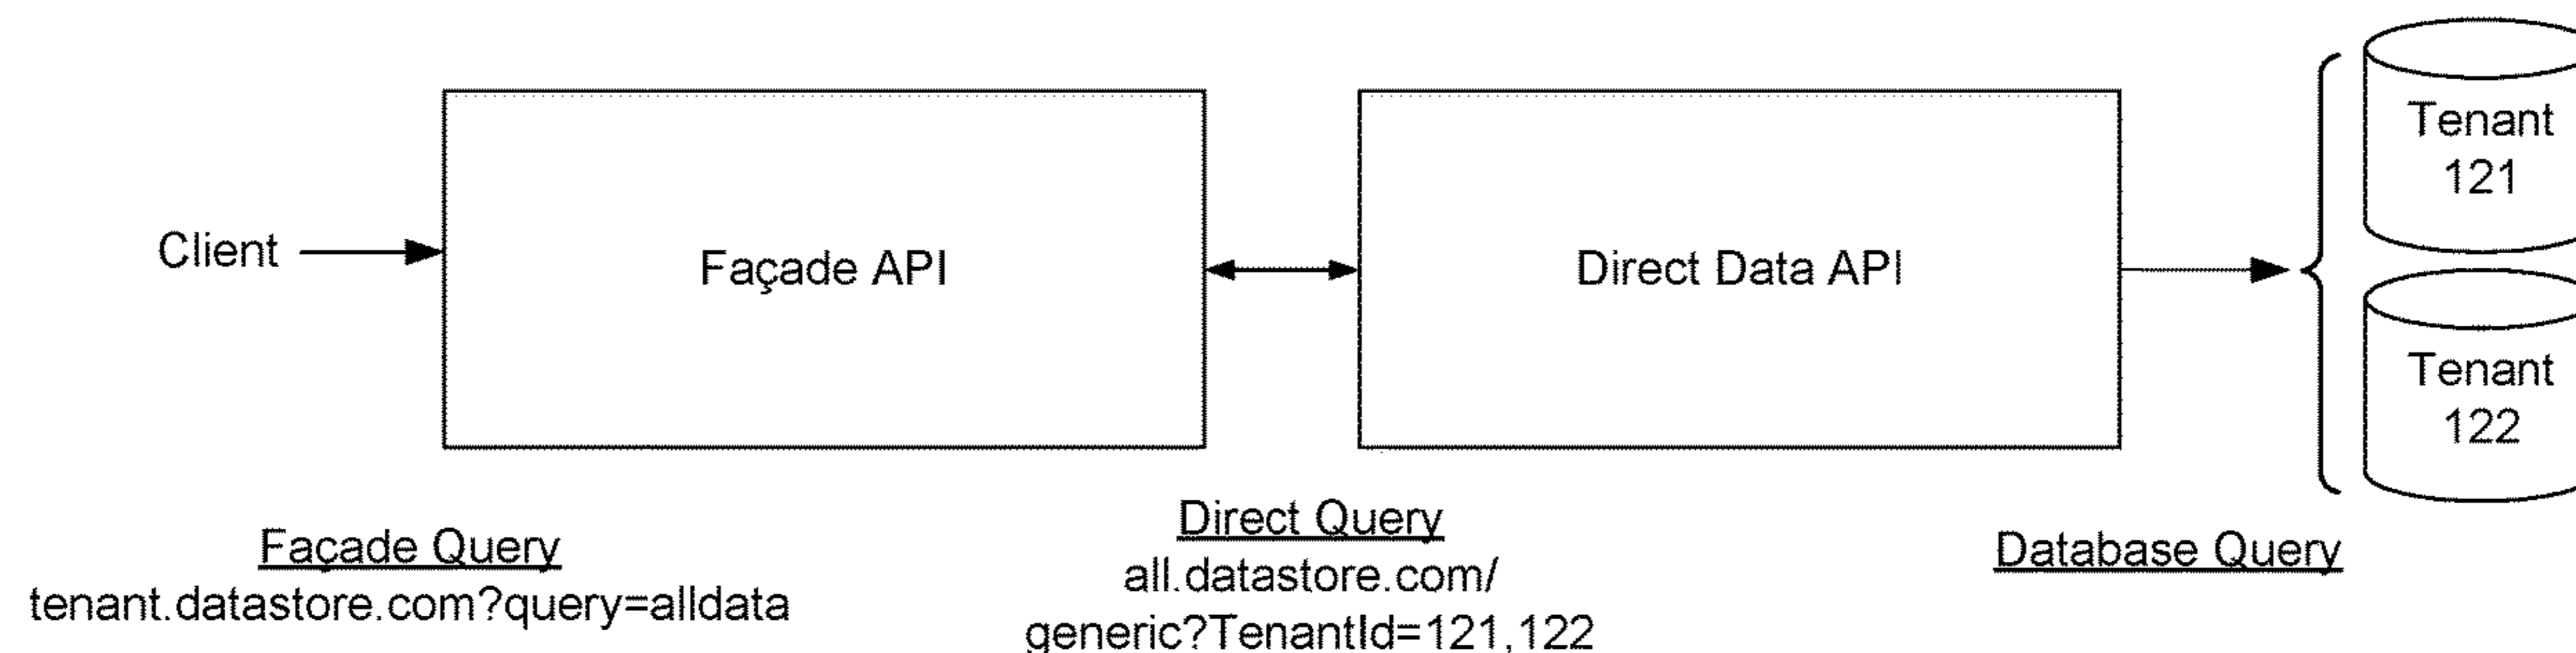 Tenant
121
Client
Façade API
Direct Data API
Tenant
122
Façade Query
tenant.datastore.com?query=alldata
Direct Query
all.datastore.com/
generic?TenantId=121,122
Database Query